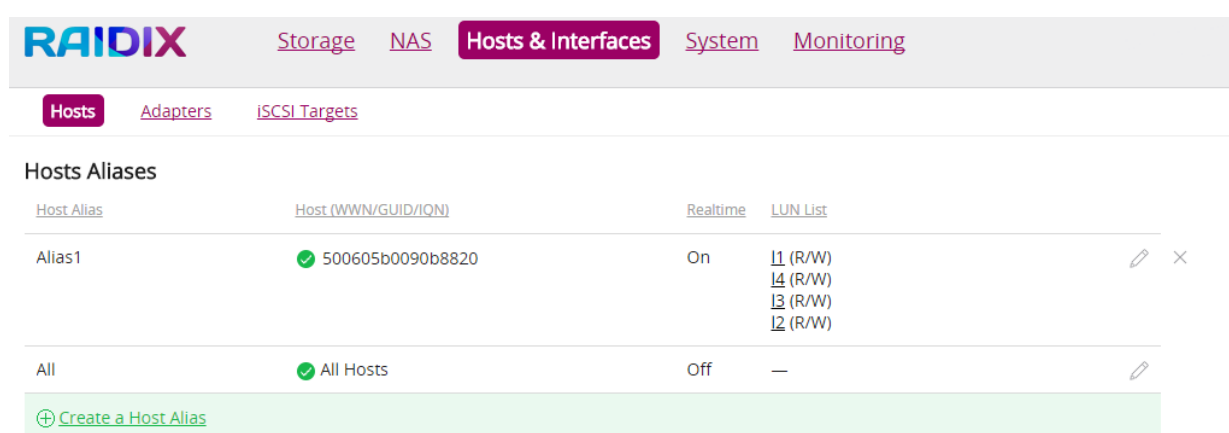 RAIDIX Storage NAS Hosts & Interfaces System Monitoring
Hosts Adapters iSCSI Targets
Hosts Aliases
Host Alias Host (WWN/GUID/IQN) Realtime LUN List
Alias1 500605b0090b8820 On l1 (R/W)
l4 (R/W)
l3 (R/W)
l2 (R/W)
All All Hosts Off —
Create a Host Alias